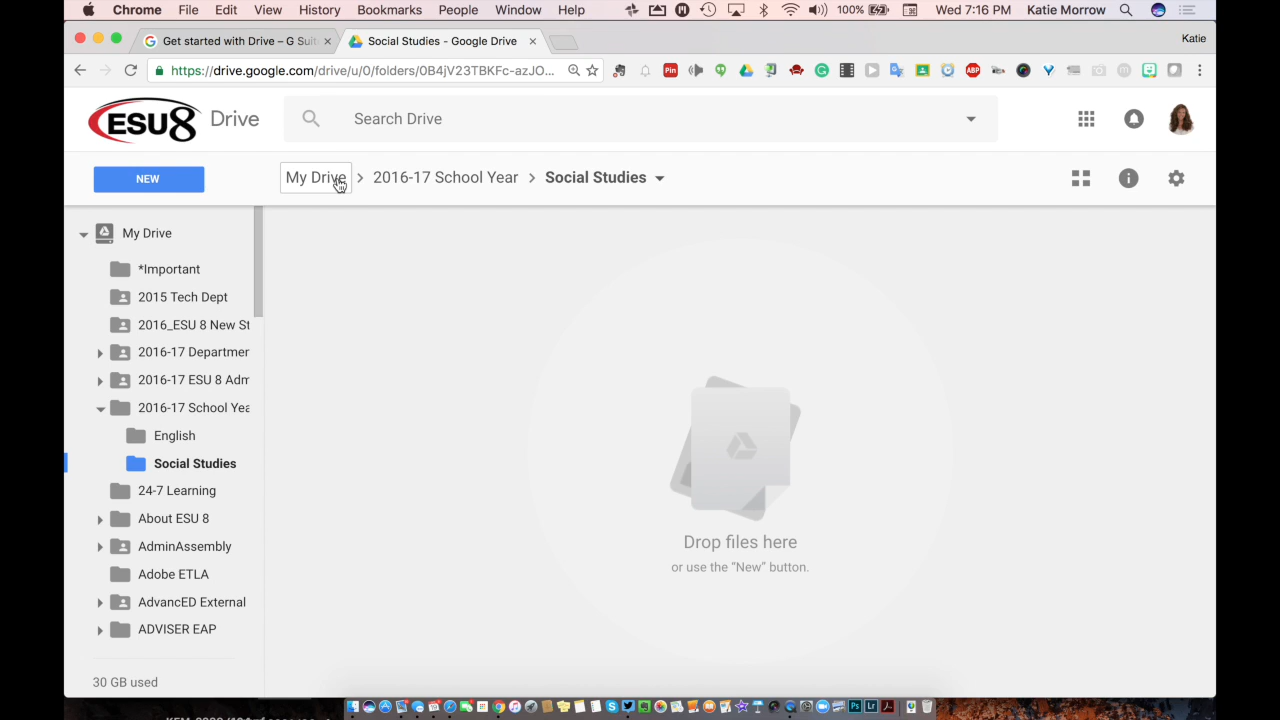 Chrome File Edit View History Bookmarks People Window Help 100% Wed 7:16 PM Katie Morrow
Get started with Drive – G Suit Social Studies - Google Drive Katie
https://drive.google.com/drive/u/0/folders/0B4jV23TBKFc-azJO...
Pin ABP
ESU8 Drive Search Drive
NEW My Drive > 2016-17 School Year > Social Studies
My Drive
*Important
2015 Tech Dept
2016_ESU 8 New St
2016-17 Departmer
2016-17 ESU 8 Adm
2016-17 School Yea
English
Social Studies
24-7 Learning
About ESU 8
AdminAssembly
Adobe ETLA
AdvancED External
ADVISER EAP
Drop files here
or use the “New” button.
30 GB used
Ps Lr